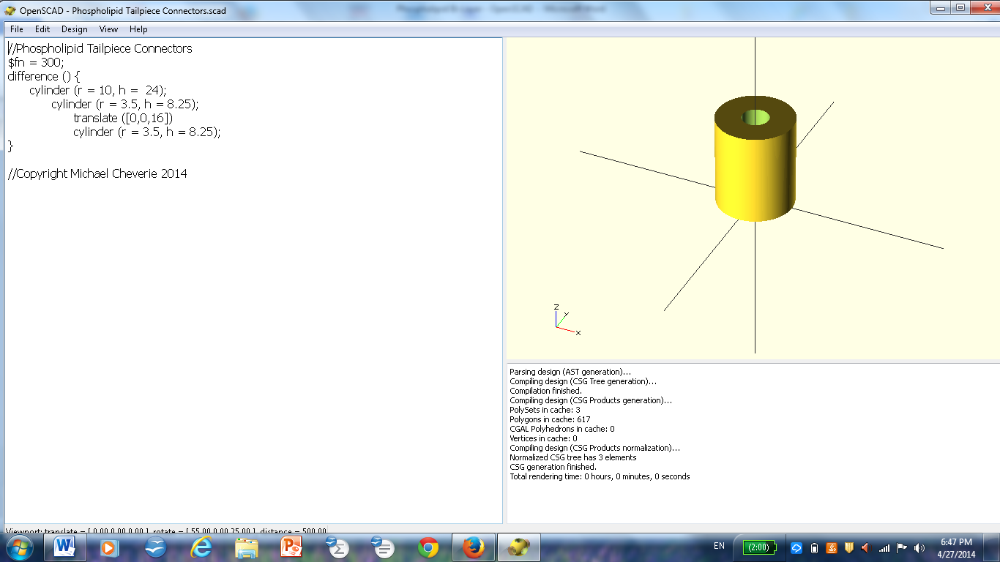 OpenSCAD - Phospholipid Tailpiece Connectors.scad
File Edit Design View Help
//Phospholipid Tailpiece Connectors
$fn = 300;
difference () {
cylinder (r = 10, h =  24);
cylinder (r = 3.5, h = 8.25);
translate ([0,0,16])
cylinder (r = 3.5, h = 8.25);
}
//Copyright Michael Cheverie 2014
Z
Y
X
Parsing design (AST generation)...
Compiling design (CSG Tree generation)...
Compilation finished.
Compiling design (CSG Products generation)...
PolySets in cache: 3
Polygons in cache: 617
CGAL Polyhedrons in cache: 0
Vertices in cache: 0
Compiling design (CSG Products normalization)...
Normalized CSG tree has 3 elements
CSG generation finished.
Total rendering time: 0 hours, 0 minutes, 0 seconds
Viewport: translate = [ 0.00 0.00 0.00 ], rotate = [ 55.00 0.00 25.00 ], distance = 500.00
EN
(2:00)
6:47 PM
4/27/2014